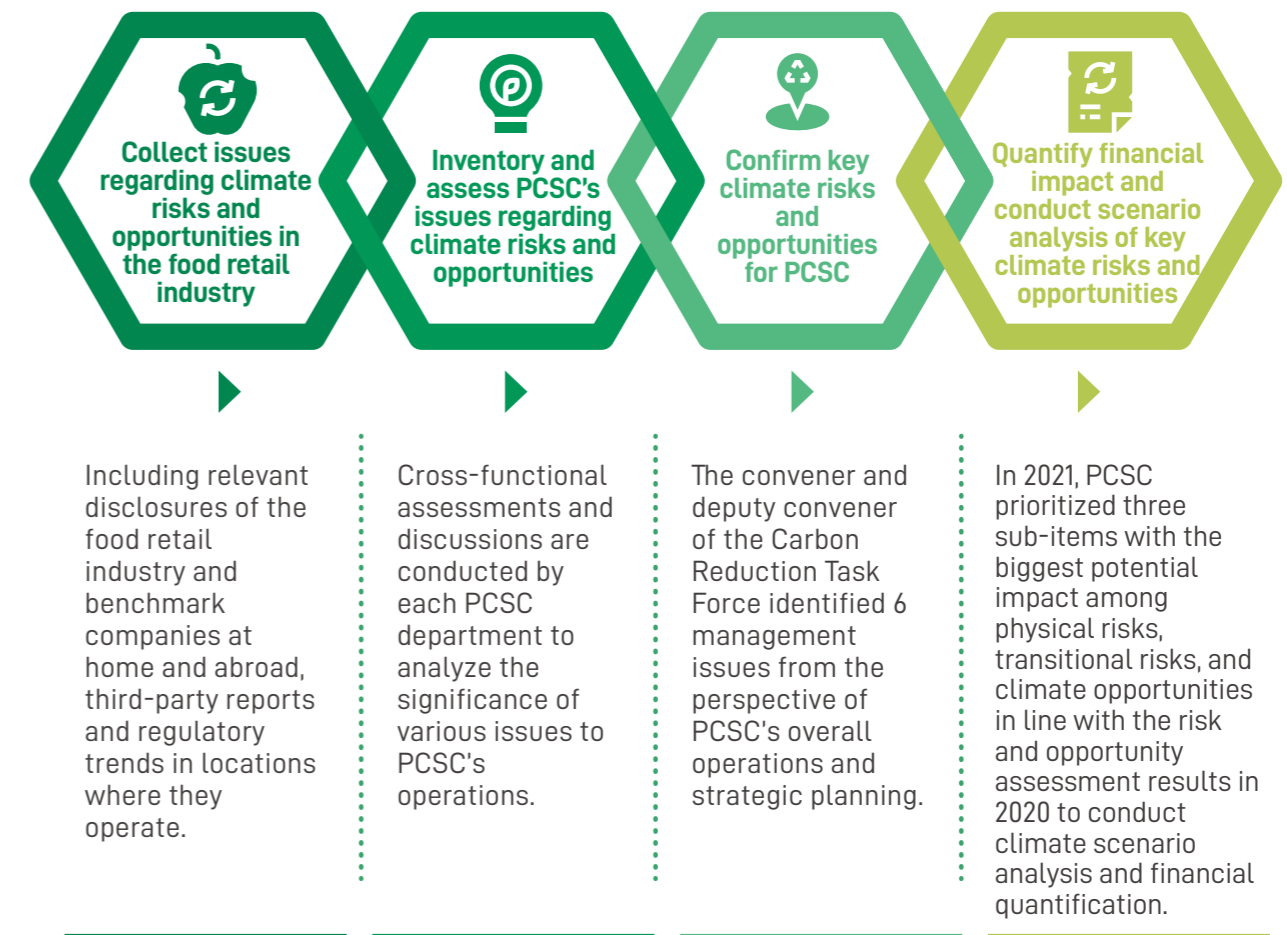 Collect issues
regarding climate
risks and
opportunities in
the food retail
industry
Inventory and
assess PCSC's
issues regarding
climate risks and
opportunities
Confirm key
climate risks
and
opportunities
for PCSC
Quantify financial
impact and
conduct scenario
analysis of key
climate risks and
opportunities
Including relevant
disclosures of the
food retail
industry and
benchmark
companies at
home and abroad,
third-party reports
and regulatory
trends in locations
where they
operate.
Cross-functional
assessments and
discussions are
conducted by
each PCSC
department to
analyze the
significance of
various issues to
PCSC's
operations.
The convener and
deputy convener
of the Carbon
Reduction Task
Force identified 6
management
issues from the
perspective of
PCSC's overall
operations and
strategic planning.
In 2021, PCSC
prioritized three
sub-items with the
biggest potential
impact among
physical risks,
transitional risks, and
climate opportunities
in line with the risk
and opportunity
assessment results in
2020 to conduct
climate scenario
analysis and financial
quantification.